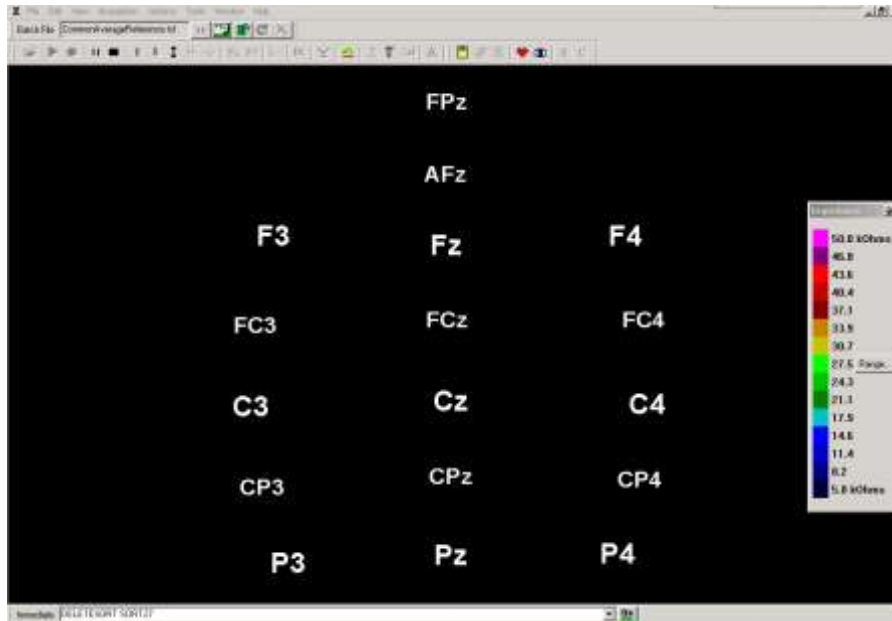 FPz
AFz
F3 Fz F4
FC3 FCz FC4
C3 Cz C4
CP3 CPz CP4
P3 Pz P4
50.0 kOhms
46.8
43.6
40.4
37.1
33.9
30.7
27.5 Range..
24.3
21.1
17.9
14.6
11.4
8.2
5.0 kOhms